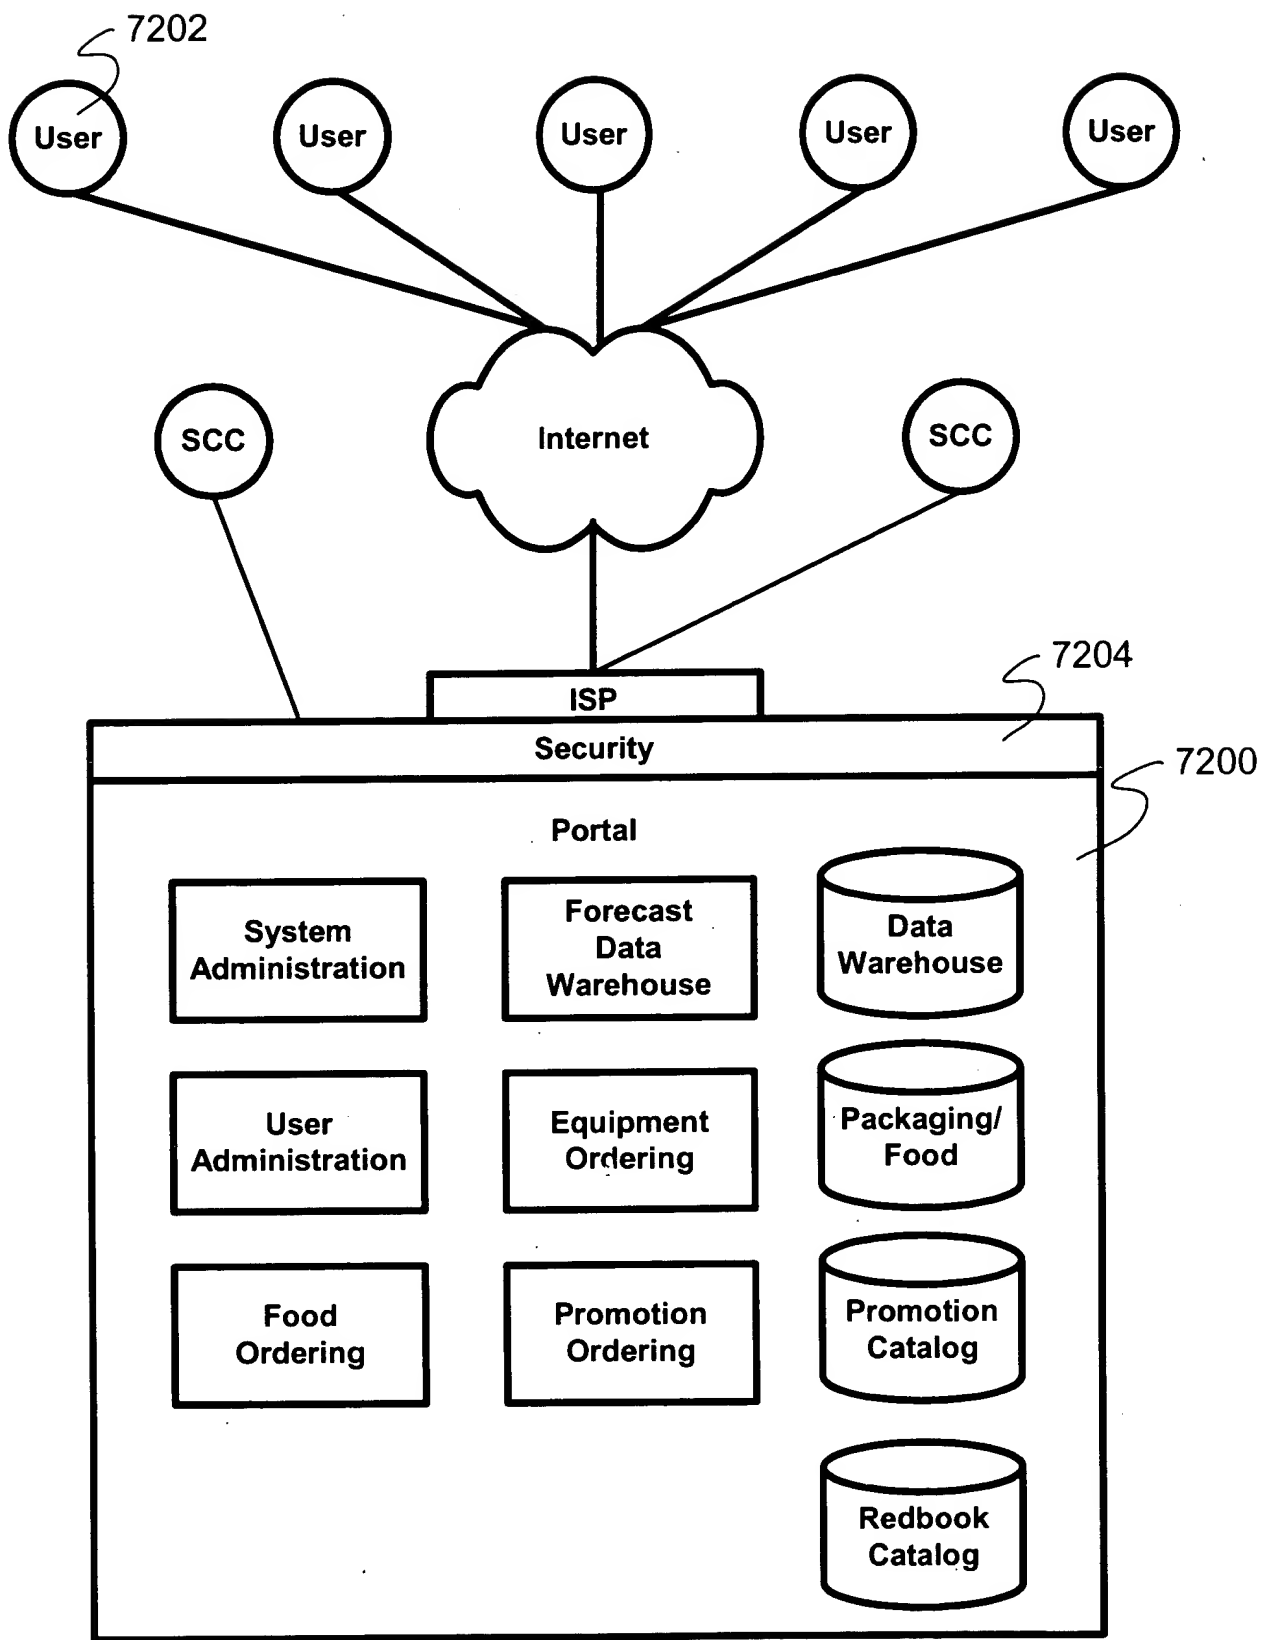 7202
User
User
User
User
User
SCC
Internet
SCC
7204
ISP
Security
7200
Portal
System
Administration
Forecast
Data
Warehouse
Data
Warehouse
User
Administration
Equipment
Ordering
Packaging/
Food
Food
Ordering
Promotion
Ordering
Promotion
Catalog
Redbook
Catalog